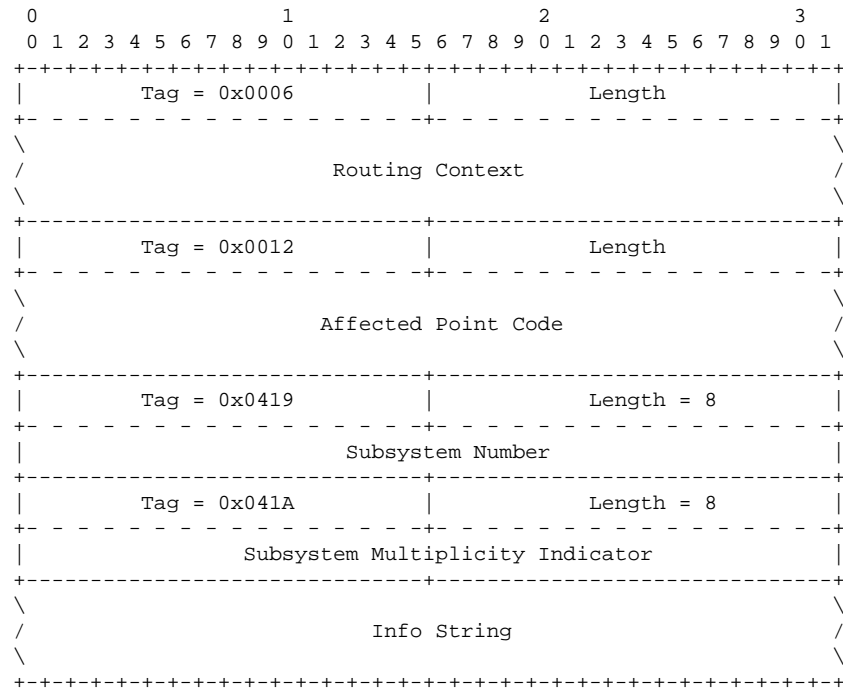 0                   1                   2                   3
0 1 2 3 4 5 6 7 8 9 0 1 2 3 4 5 6 7 8 9 0 1 2 3 4 5 6 7 8 9 0 1
+-+-+-+-+-+-+-+-+-+-+-+-+-+-+-+-+-+-+-+-+-+-+-+-+-+-+-+-+-+-+-+-+
|         Tag = 0x0006          |            Length             |
+- - - - - - - - - - - - - - - -+- - - - - - - - - - - - - - - -+
\                                                               \
/                        Routing Context                        /
\                                                               \
+-------------------------------+-------------------------------+
|         Tag = 0x0012          |            Length             |
+- - - - - - - - - - - - - - - -+- - - - - - - - - - - - - - - -+
\                                                               \
/                       Affected Point Code                     /
\                                                               \
+-------------------------------+-------------------------------+
|         Tag = 0x0419          |            Length = 8         |
+- - - - - - - - - - - - - - - -+- - - - - - - - - - - - - - - -+
|                         Subsystem Number                      |
+-------------------------------+-------------------------------+
|         Tag = 0x041A          |            Length = 8         |
+- - - - - - - - - - - - - - - -+- - - - - - - - - - - - - - - -+
|                 Subsystem Multiplicity Indicator              |
+-------------------------------+-------------------------------+
\                                                               \
/                           Info String                         /
\                                                               \
+-+-+-+-+-+-+-+-+-+-+-+-+-+-+-+-+-+-+-+-+-+-+-+-+-+-+-+-+-+-+-+-+